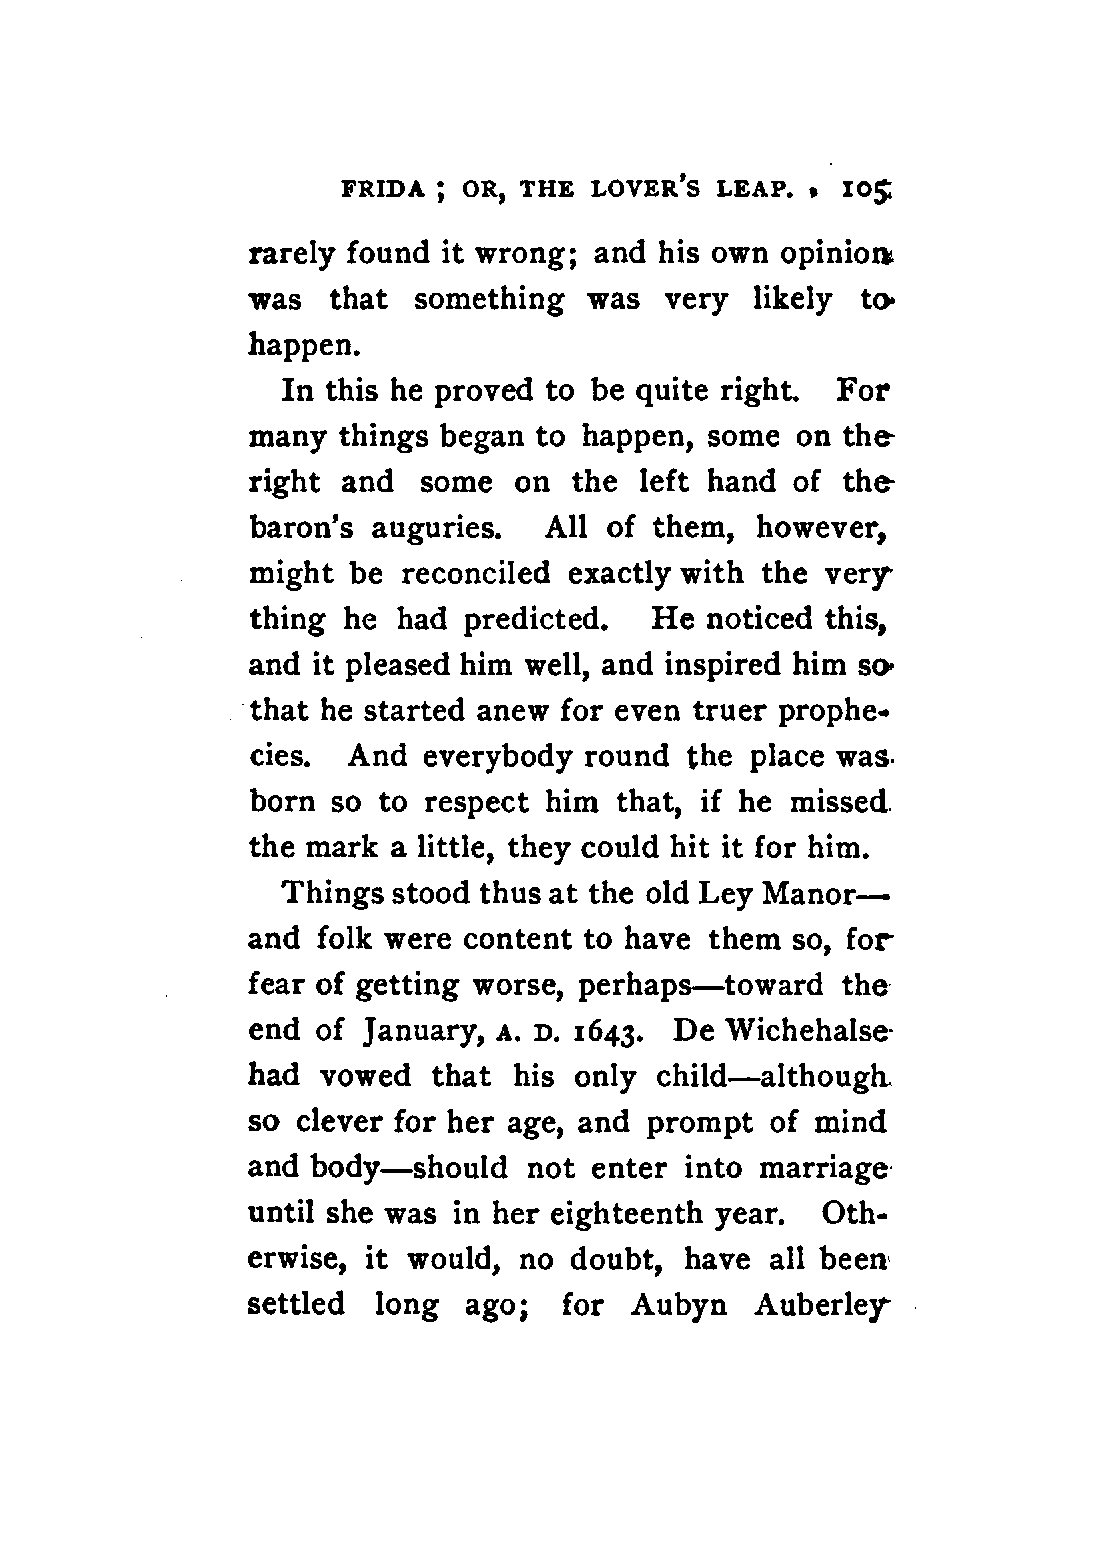 FRIDA ; OR, THE LOVER'S LEAP. 105
rarely found it wrong; and his own opinion
was that something was very likely to
happen.
In this he proved to be quite right. For
many things began to happen, some on the
right and some on the left hand of the
baron's auguries. All of them, however,
might be reconciled exactly with the very
thing he had predicted. He noticed this,
and it pleased him well, and inspired him so
that he started anew for even truer prophe-
cies. And everybody round the place was
born so to respect him that, if he missed
the mark a little, they could hit it for him.
Things stood thus at the old Ley Manor—
and folk were content to have them so, for
fear of getting worse, perhaps—toward the
end of January, A. D. 1643. De Wichehalse
had vowed that his only child—although
so clever for her age, and prompt of mind
and body—should not enter into marriage
until she was in her eighteenth year. Oth-
erwise, it would, no doubt, have all been
settled long ago; for Aubyn Auberley